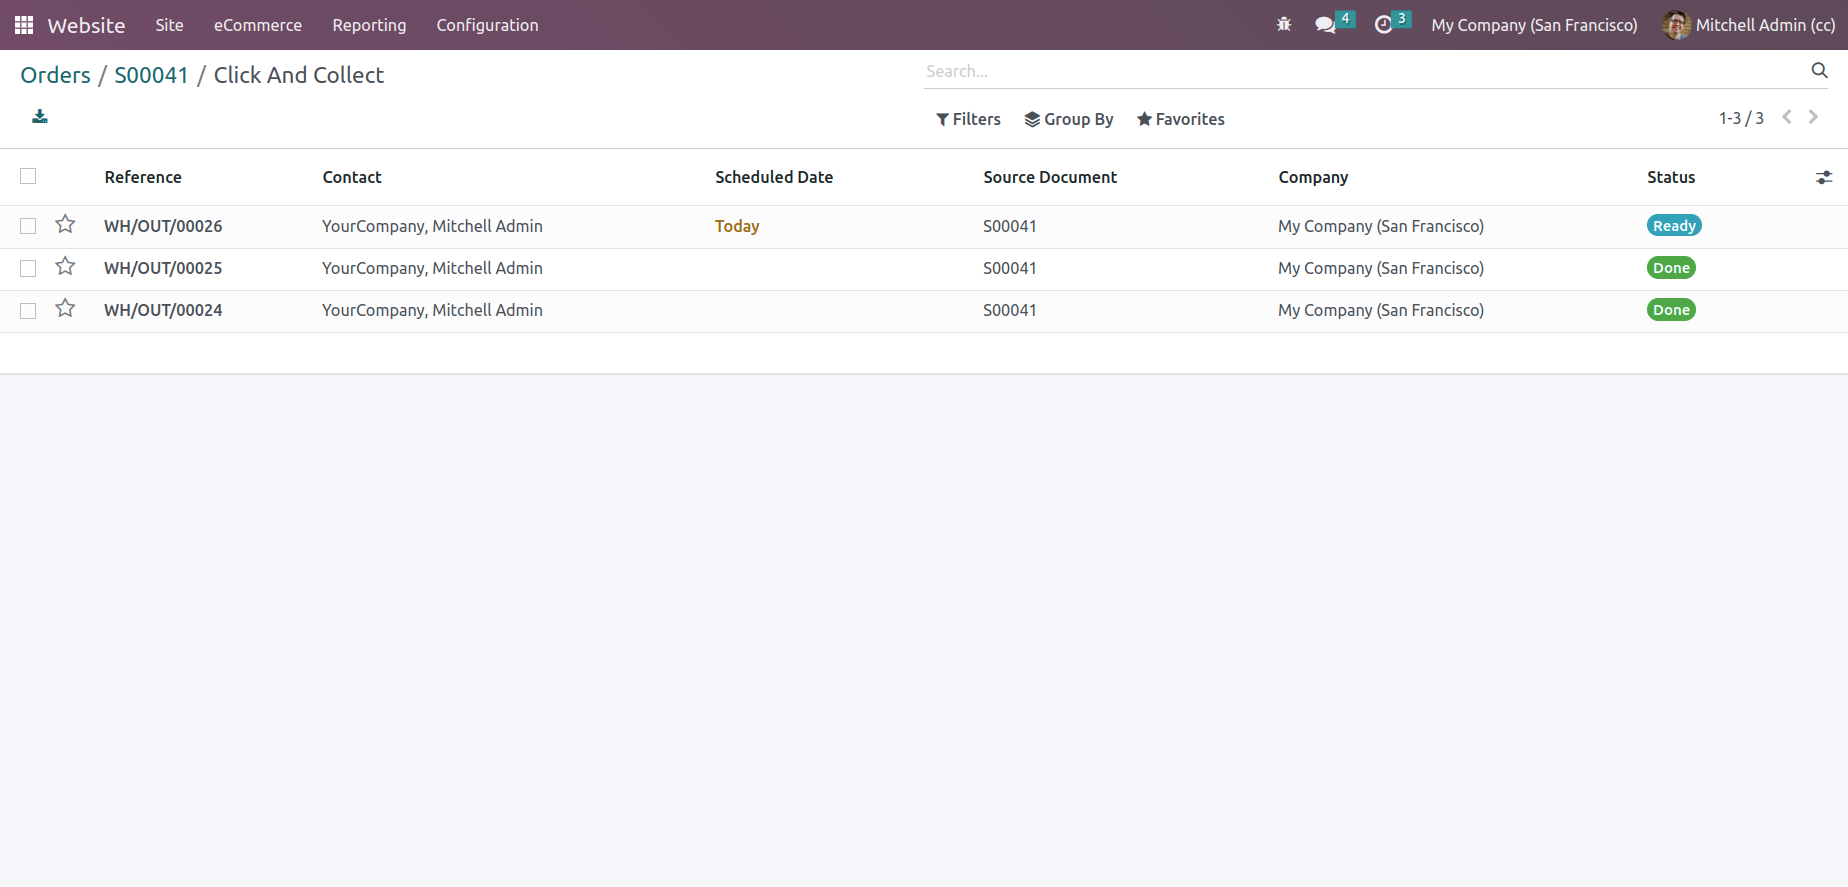 Website Site eCommerce Reporting Configuration 4 3 My Company (San Francisco) Mitchell Admin (cc)
Orders / S00041 / Click And Collect Search...
Filters Group By Favorites 1-3 / 3
Reference Contact Scheduled Date Source Document Company Status
WH/OUT/00026 YourCompany, Mitchell Admin Today S00041 My Company (San Francisco) Ready
WH/OUT/00025 YourCompany, Mitchell Admin S00041 My Company (San Francisco) Done
WH/OUT/00024 YourCompany, Mitchell Admin S00041 My Company (San Francisco) Done